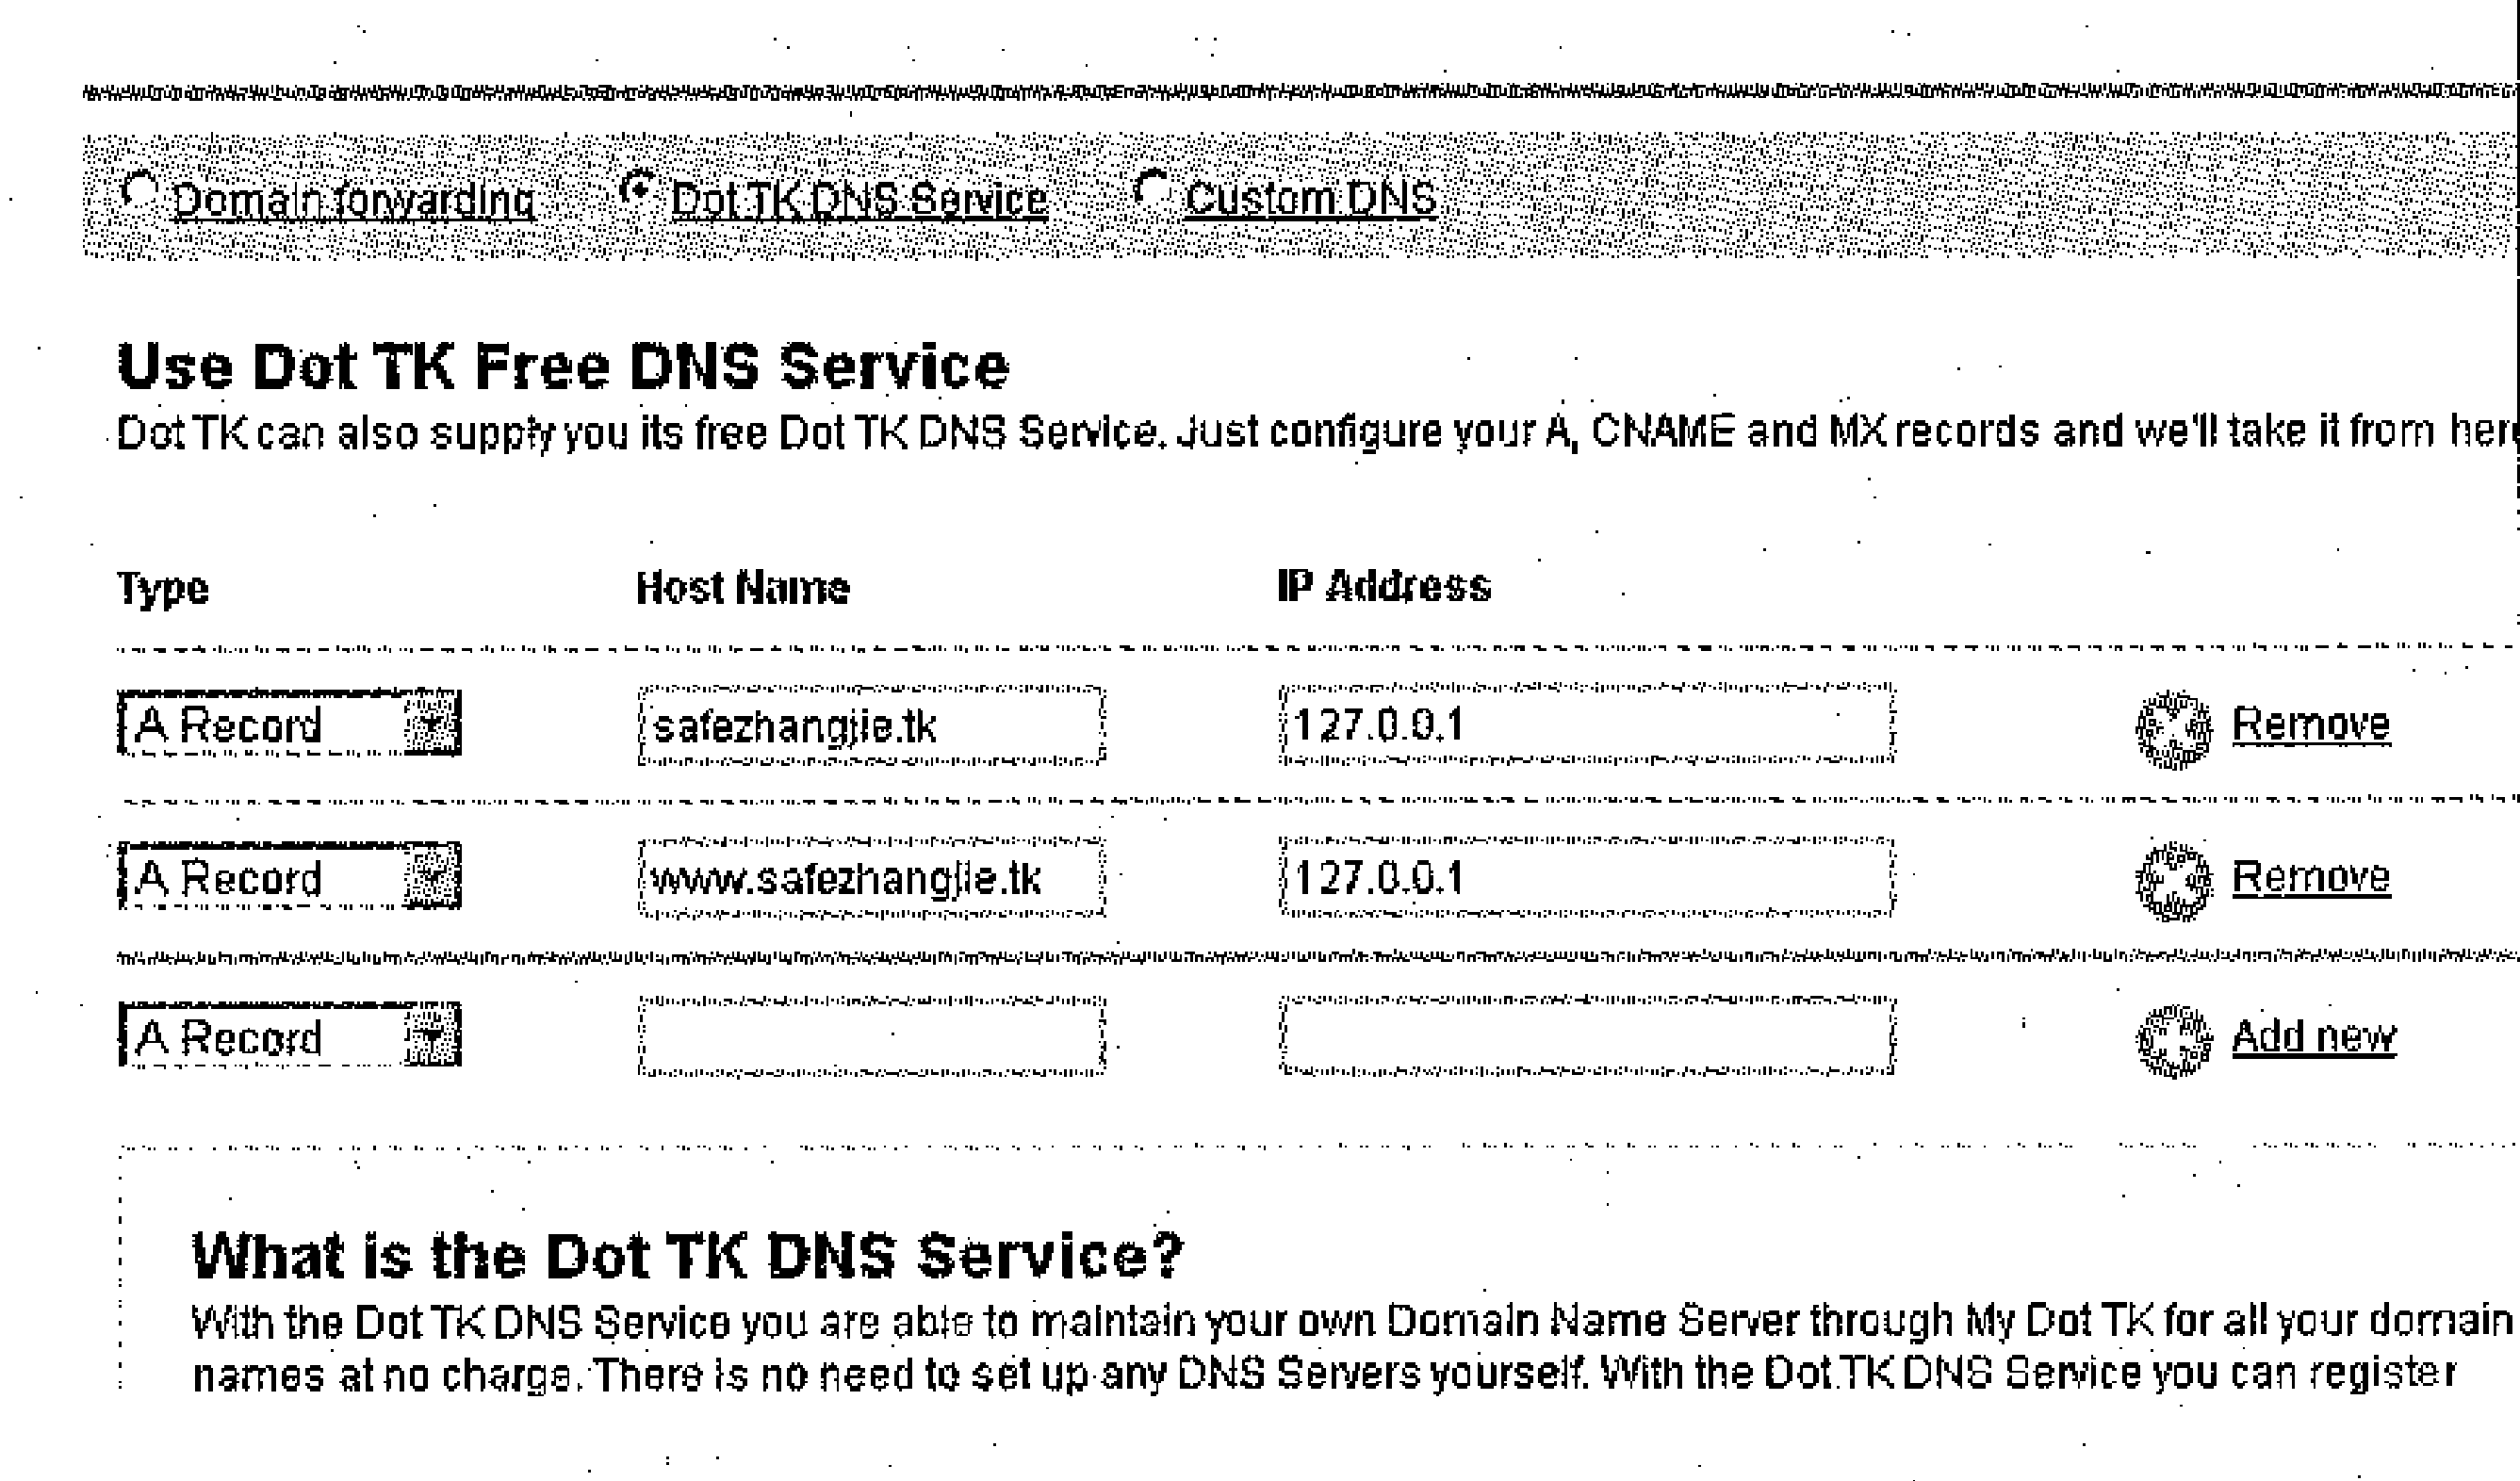 Domain forwarding Dot TK DNS Service Custom DNS
Use Dot TK Free DNS Service
Dot TK can also supply you its free Dot TK DNS Service. Just configure your A, CNAME and MX records and we'll take it from here
Type Host Name IP Address
A Record safezhangjie.tk 127.0.0.1 Remove
A Record www.safezhangjie.tk 127.0.0.1 Remove
A Record Add new
What is the Dot TK DNS Service?
With the Dot TK DNS Service you are able to maintain your own Domain Name Server through My Dot TK for all your domain
names at no charge. There is no need to set up any DNS Servers yourself. With the Dot TK DNS Service you can register